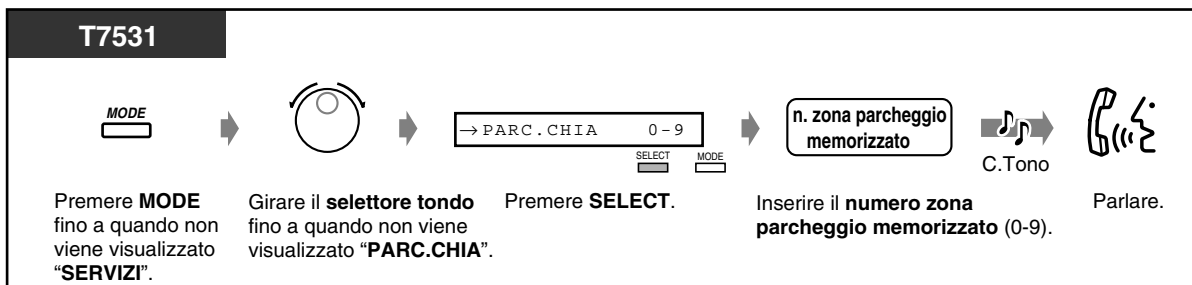 T7531
MODE
→PARC.CHIA 0-9
SELECT MODE
n. zona parcheggio
memorizzato
C.Tono
Premere MODE
fino a quando non
viene visualizzato
“SERVIZI”.
Girare il selettore tondo
fino a quando non viene
visualizzato “PARC.CHIA”.
Premere SELECT.
Inserire il numero zona
parcheggio memorizzato (0-9).
Parlare.